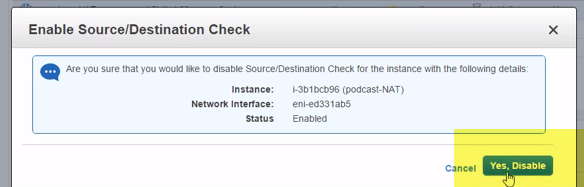 Enable Source/Destination Check
Are you sure that you would like to disable Source/Destination Check for the instance with the following details:
Instance: i-3b1bcb96 (podcast-NAT)
Network Interface: eni-ed331ab5
Status Enabled
Cancel Yes, Disable